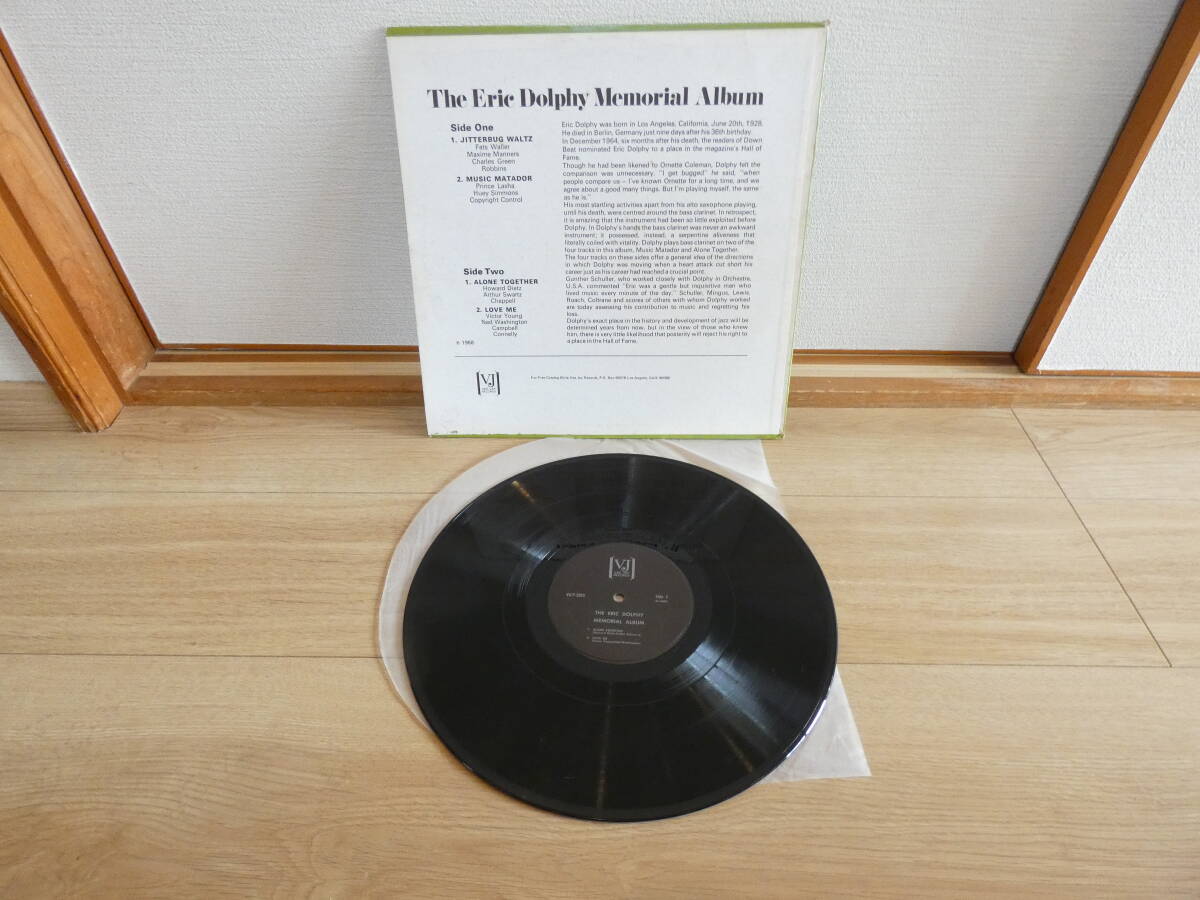 The Eric Dolphy Memorial Album
Side One
1. JITTERBUG WALTZ
Fats Waller
Maxime Manners
Charles Green
Robbins
2. MUSIC MATADOR
Prince Lasha
Huey Simmons
Copyright Control
Side Two
1. ALONE TOGETHER
Howard Dietz
Arthur Swartz
Chappell
2. LOVE ME
Victor Young
Ned Washington
Campbell
Connelly
Eric Dolphy was born in Los Angeles, California, June 20th, 1928.
He died in Berlin, Germany just nine days after his 36th birthday.
In December 1964, six months after his death, the readers of Down
Beat nominated Eric Dolphy to a place in the magazine's Hall of
Fame.
Though he had been likened to Ornette Coleman, Dolphy felt the
comparison was unnecessary. "I get bugged" he said, "when
people compare us – I've known Ornette for a long time, and we
agree about a good many things. But I'm playing myself, the same
as he is."
His most startling activities apart from his alto saxophone playing,
until his death, were centred around the bass clarinet. In retrospect,
it is amazing that the instrument had been so little exploited before
Dolphy. In Dolphy's hands the bass clarinet was never an awkward
instrument; it possessed, instead, a serpentine aliveness that
literally coiled with vitality. Dolphy plays bass clarinet on two of the
four tracks in this album, Music Matador and Alone Together.
The four tracks on these sides offer a general idea of the directions
in which Dolphy was moving when a heart attack cut short his
career just as his career had reached a crucial point.
Gunther Schuller, who worked closely with Dolphy in Orchestre,
U.S.A. commented "Eric was a gentle but inquisitive man who
lived music every minute of the day." Schuller, Mingus, Lewis,
Roach, Coltrane and scores of others with whom Dolphy worked
are today assessing his contribution to music and regretting his
loss.
Dolphy's exact place in the history and development of jazz will be
determined years from now, but in the view of those who knew
him, there is very little likelihood that posterity will reject his right to
a place in the Hall of Fame.
VJ
VJ
THE ERIC DOLPHY
MEMORIAL ALBUM